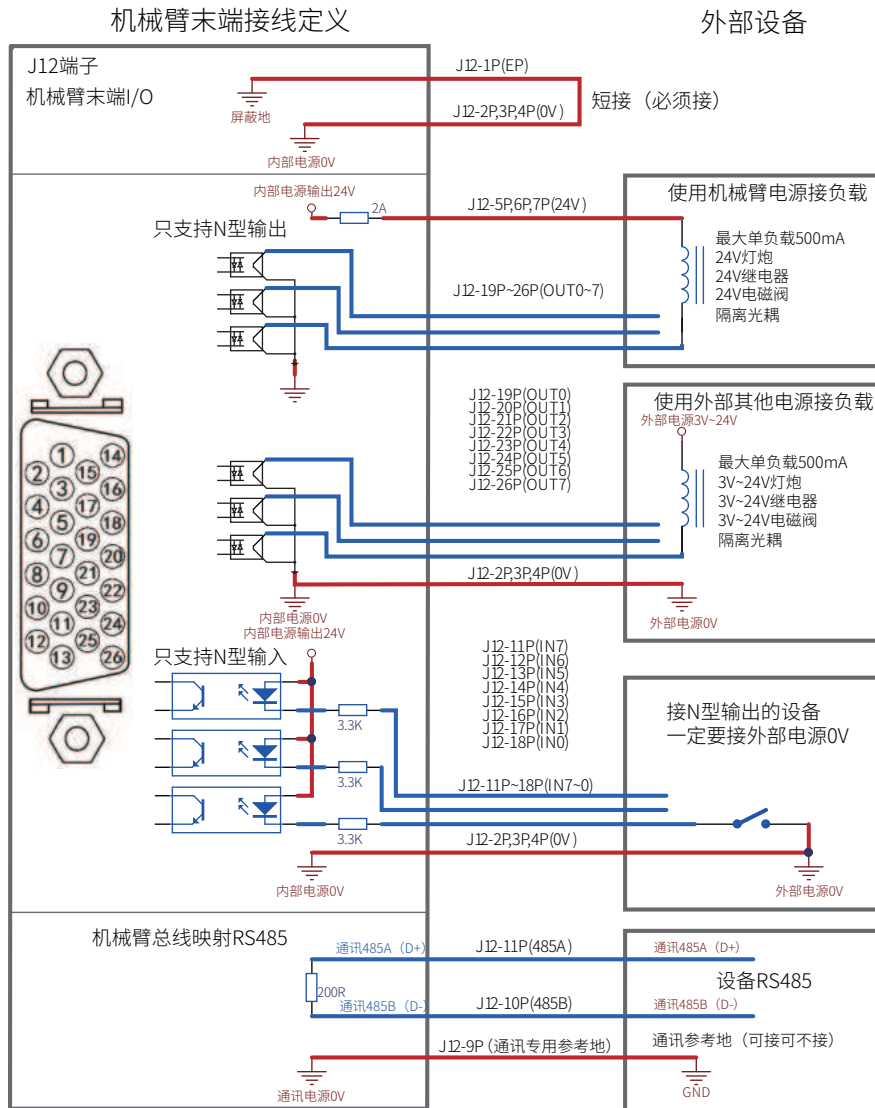 机械臂末端接线定义
外部设备
J12端子
机械臂末端I/O
J12-1P(EP)
屏蔽地
J12-2P,3P,4P(0V)
短接（必须接）
内部电源0V
内部电源输出24V
2A
J12-5P,6P,7P(24V)
只支持N型输出
J12-19P~26P(OUT0~7)
使用机械臂电源接负载
最大单负载500mA
24V灯炮
24V继电器
24V电磁阀
隔离光耦
J12-19P(OUT0)
J12-20P(OUT1)
J12-21P(OUT2)
J12-22P(OUT3)
J12-23P(OUT4)
J12-24P(OUT5)
J12-25P(OUT6)
J12-26P(OUT7)
使用外部其他电源接负载
外部电源3V~24V
最大单负载500mA
3V~24V灯炮
3V~24V继电器
3V~24V电磁阀
隔离光耦
J12-2P,3P,4P(0V)
内部电源0V
外部电源0V
1
2
3
4
5
6
7
8
9
10
11
12
13
14
15
16
17
18
19
20
21
22
23
24
25
26
内部电源输出24V
只支持N型输入
3.3K
3.3K
3.3K
J12-11P(IN7)
J12-12P(IN6)
J12-13P(IN5)
J12-14P(IN4)
J12-15P(IN3)
J12-16P(IN2)
J12-17P(IN1)
J12-18P(IN0)
接N型输出的设备
一定要接外部电源0V
J12-11P~18P(IN7~0)
J12-2P,3P,4P(0V)
内部电源0V
外部电源0V
机械臂总线映射RS485
通讯485A（D+）
J12-11P(485A)
通讯485A（D+）
200R
设备RS485
通讯485B（D-）
J12-10P(485B)
通讯485B（D-）
J12-9P（通讯专用参考地）
通讯参考地（可接可不接）
通讯电源0V
GND